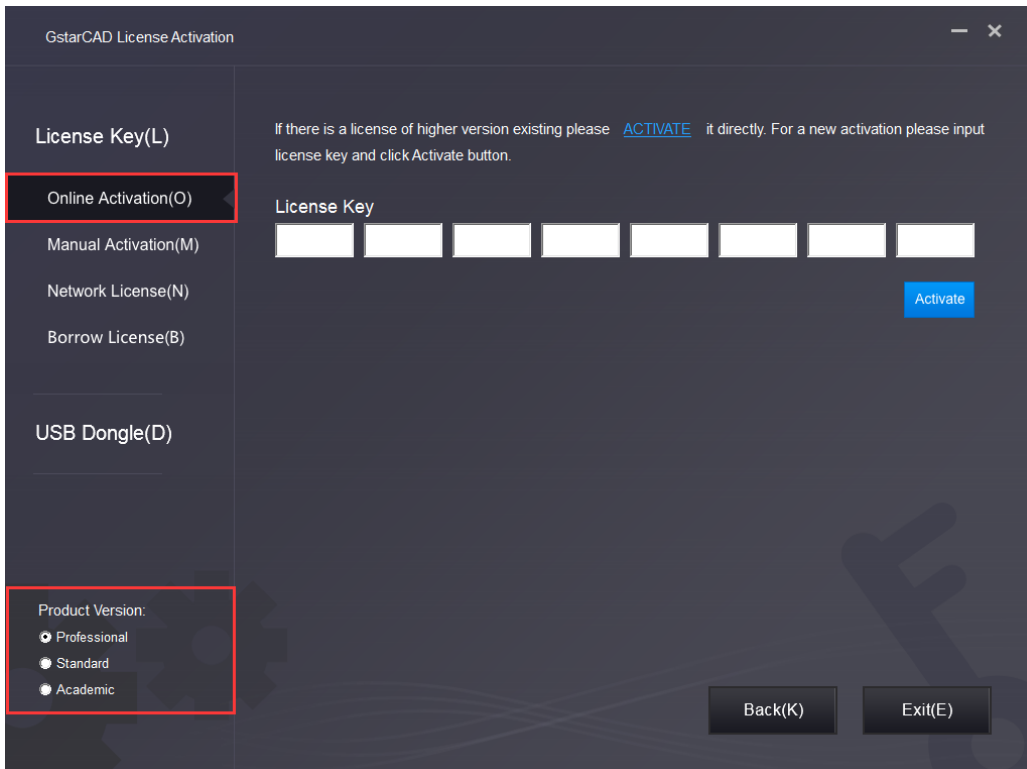 GstarCAD License Activation
License Key(L)
Online Activation(O)
Manual Activation(M)
Network License(N)
Borrow License(B)
USB Dongle(D)
Product Version:
Professional
Standard
Academic
If there is a license of higher version existing please ACTIVATE it directly. For a new activation please input
license key and click Activate button.
License Key
Activate
Back(K)
Exit(E)